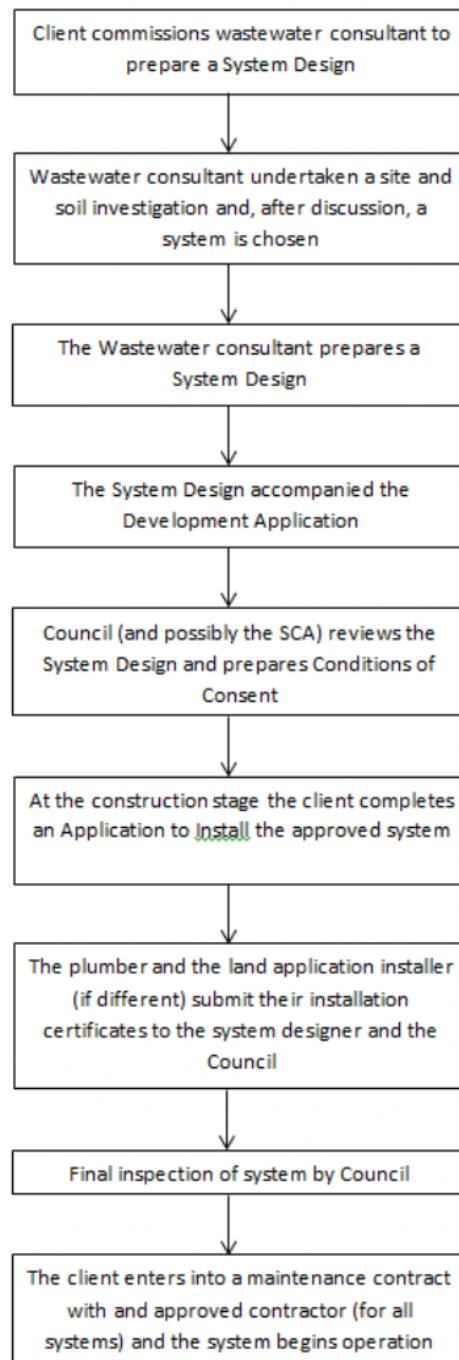 Client commissions wastewater consultant to
prepare a System Design
Wastewater consultant undertaken a site and
soil investigation and, after discussion, a
system is chosen
The Wastewater consultant prepares a
System Design
The System Design accompanied the
Development Application
Council (and possibly the SCA) reviews the
System Design and prepares Conditions of
Consent
At the construction stage the client completes
an Application to Install the approved system
The plumber and the land application installer
(if different) submit their installation
certificates to the system designer and the
Council
Final inspection of system by Council
The client enters into a maintenance contract
with and approved contractor (for all
systems) and the system begins operation